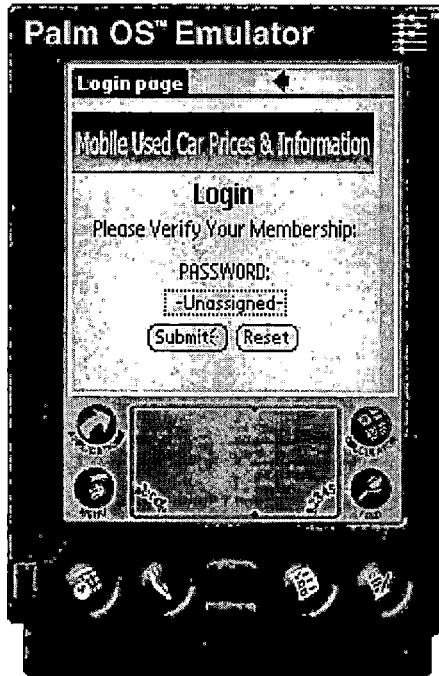 Palm OS™ Emulator
Login page
Mobile Used Car Prices & Information
Login
Please Verify Your Membership:
PASSWORD:
-Unassigned-
Submit Reset